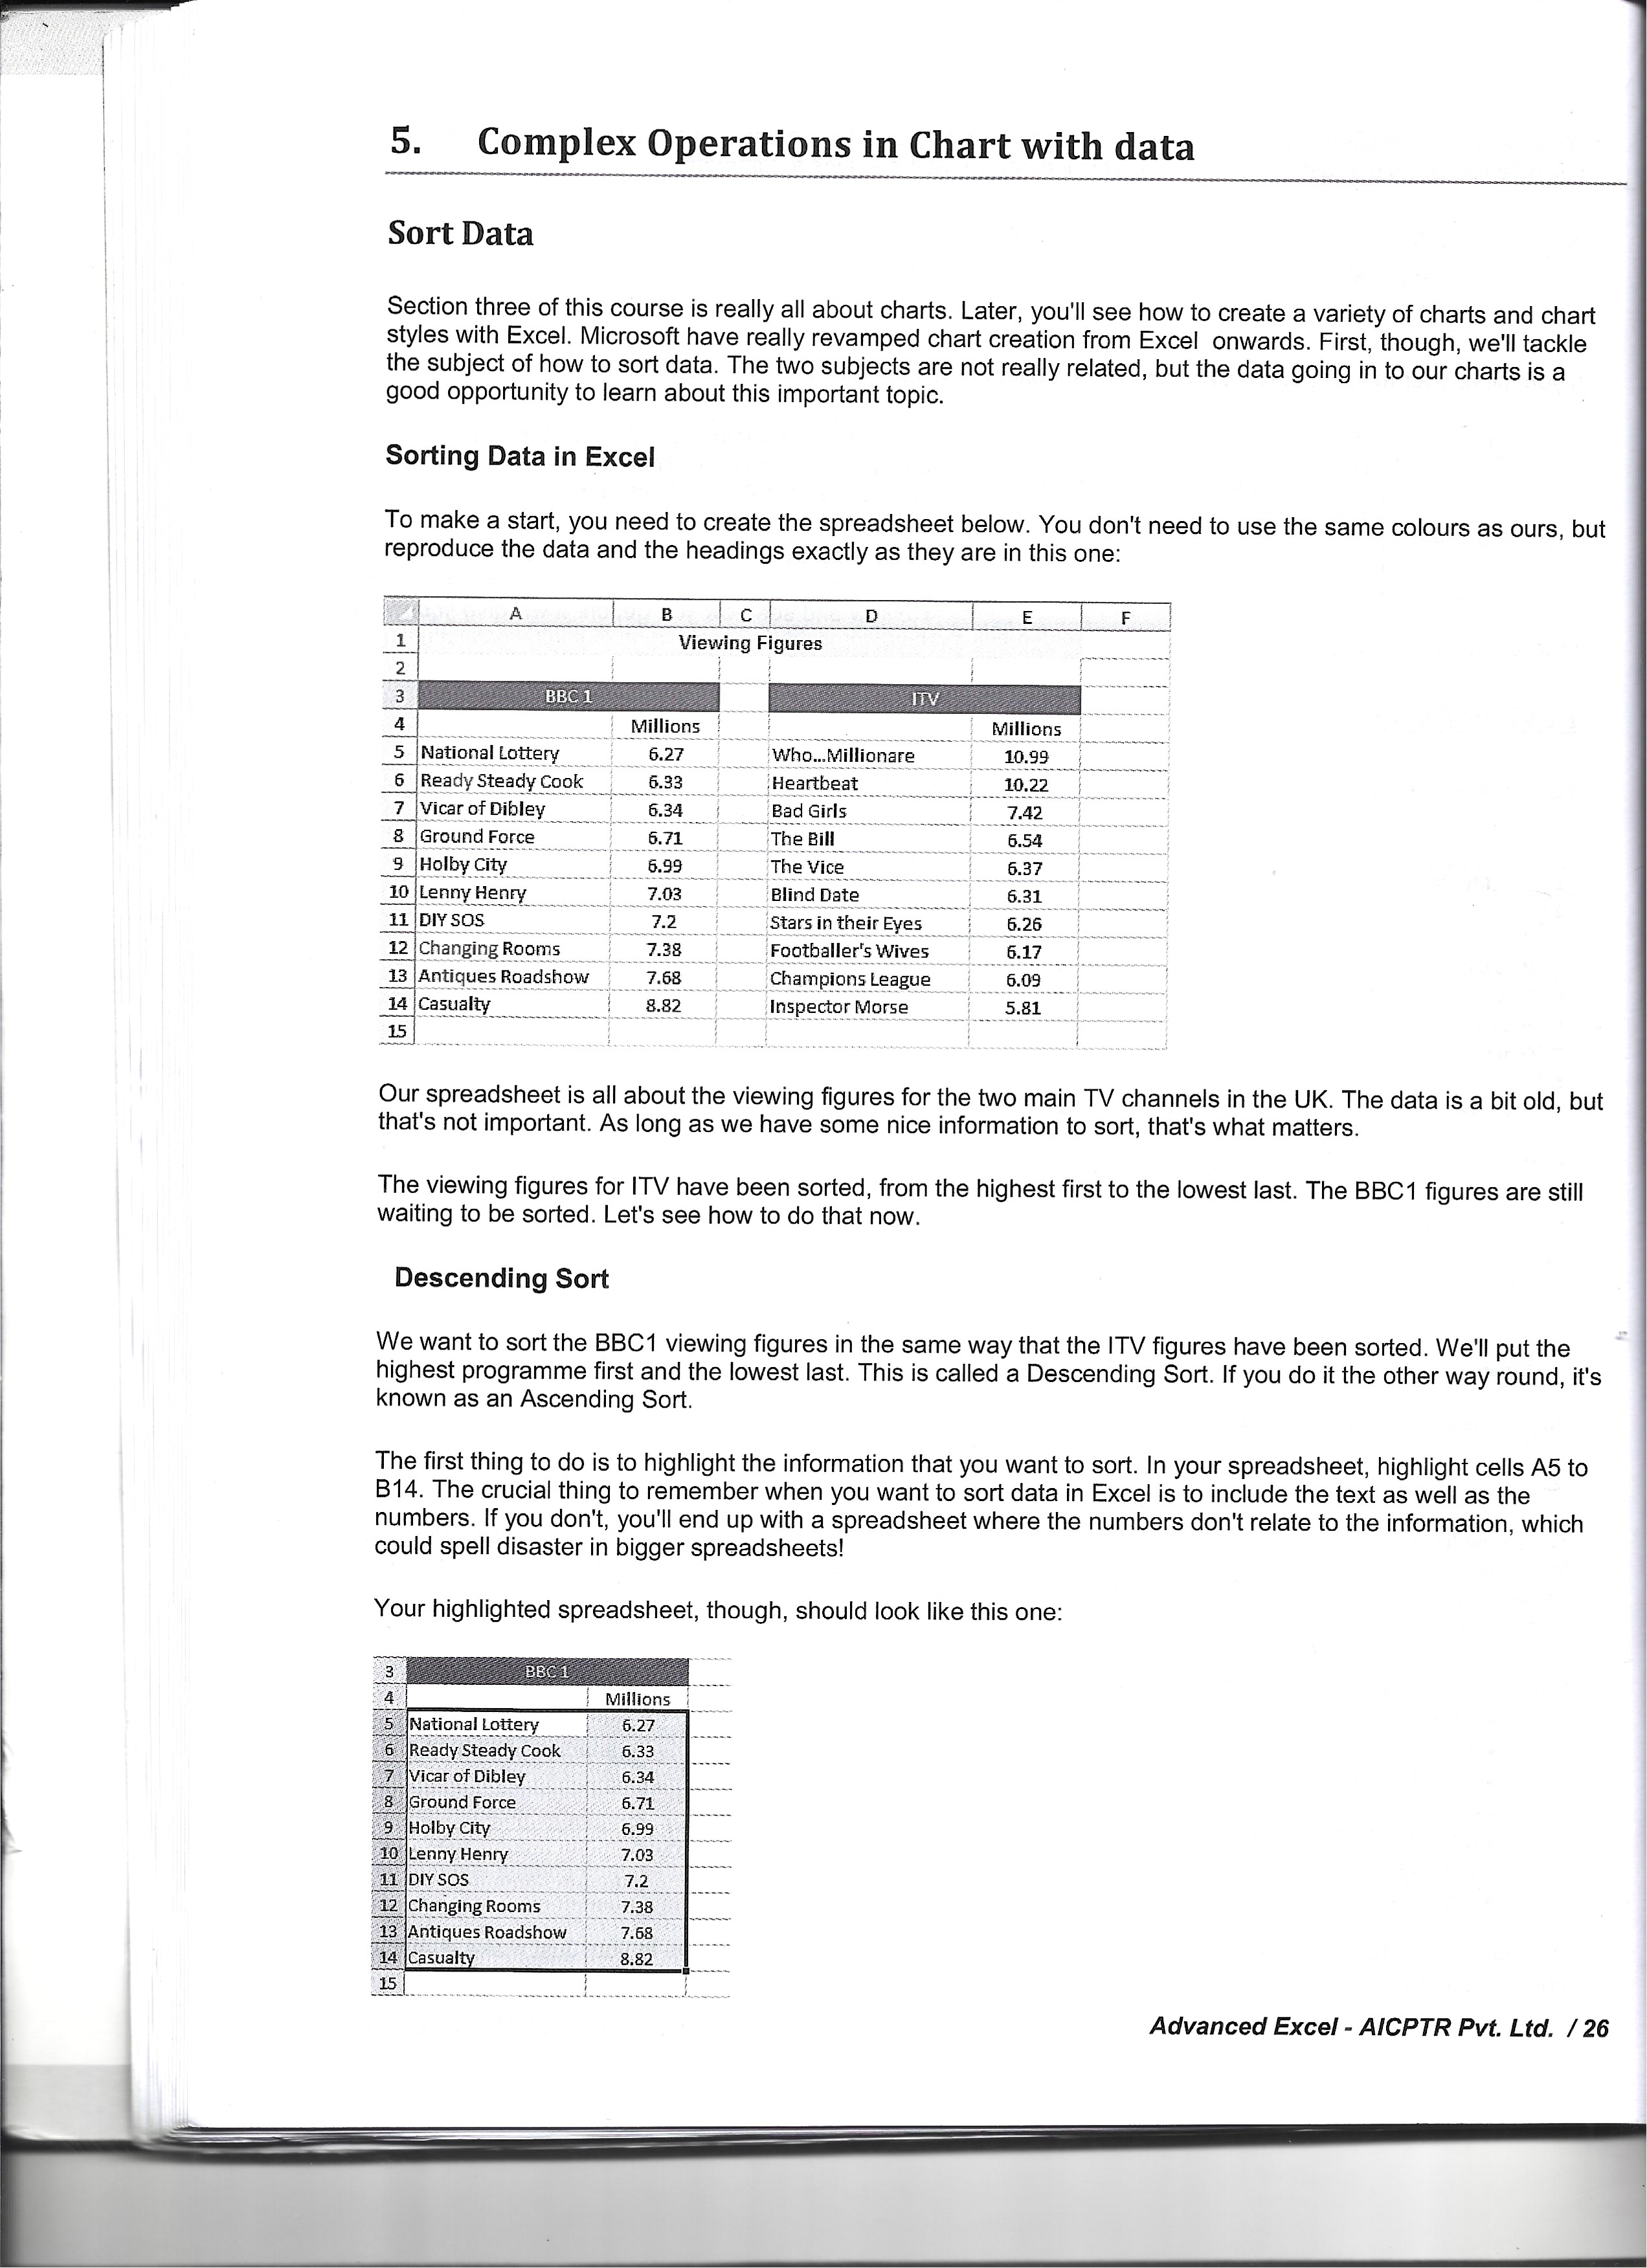 5. Complex Operations in Chart with data
Sort Data
Section three of this course is really all about charts. Later, you'll see how to create a variety of charts and chart
styles with Excel. Microsoft have really revamped chart creation from Excel onwards. First, though, we'll tackle
the subject of how to sort data. The two subjects are not really related, but the data going in to our charts is a
good opportunity to learn about this important topic.
Sorting Data in Excel
To make a start, you need to create the spreadsheet below. You don't need to use the same colours as ours, but
reproduce the data and the headings exactly as they are in this one:
A B C D E F
1 Viewing Figures
2
3 BBC 1 ITV
4 Millions Millions
5 National Lottery 6.27 Who...Millionare 10.99
6 Ready Steady Cook 6.33 Heartbeat 10.22
7 Vicar of Dibley 6.34 Bad Girls 7.42
8 Ground Force 6.71 The Bill 6.54
9 Holby City 6.99 The Vice 6.37
10 Lenny Henry 7.03 Blind Date 6.31
11 DIY SOS 7.2 Stars in their Eyes 6.26
12 Changing Rooms 7.38 Footballer's Wives 6.17
13 Antiques Roadshow 7.68 Champions League 6.09
14 Casualty 8.82 Inspector Morse 5.81
15
Our spreadsheet is all about the viewing figures for the two main TV channels in the UK. The data is a bit old, but
that's not important. As long as we have some nice information to sort, that's what matters.
The viewing figures for ITV have been sorted, from the highest first to the lowest last. The BBC1 figures are still
waiting to be sorted. Let's see how to do that now.
Descending Sort
We want to sort the BBC1 viewing figures in the same way that the ITV figures have been sorted. We'll put the
highest programme first and the lowest last. This is called a Descending Sort. If you do it the other way round, it's
known as an Ascending Sort.
The first thing to do is to highlight the information that you want to sort. In your spreadsheet, highlight cells A5 to
B14. The crucial thing to remember when you want to sort data in Excel is to include the text as well as the
numbers. If you don't, you'll end up with a spreadsheet where the numbers don't relate to the information, which
could spell disaster in bigger spreadsheets!
Your highlighted spreadsheet, though, should look like this one:
3 BBC 1
4 Millions
5 National Lottery 6.27
6 Ready Steady Cook 6.33
7 Vicar of Dibley 6.34
8 Ground Force 6.71
9 Holby City 6.99
10 Lenny Henry 7.03
11 DIY SOS 7.2
12 Changing Rooms 7.38
13 Antiques Roadshow 7.68
14 Casualty 8.82
15
Advanced Excel - AICPTR Pvt. Ltd. / 26